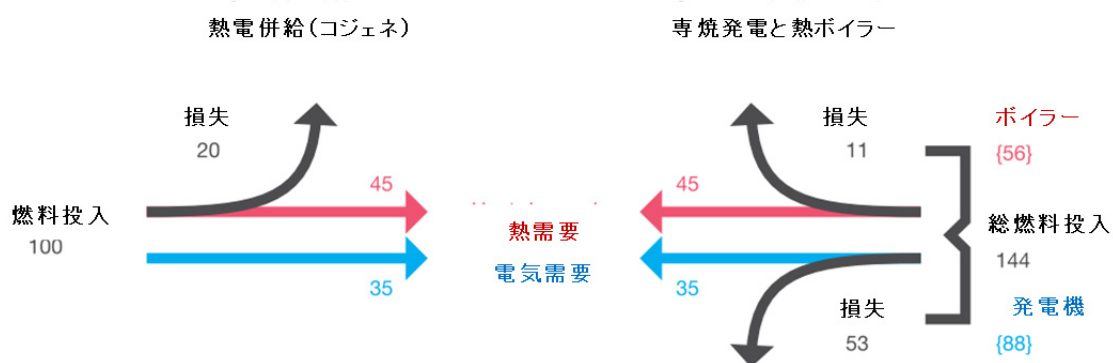 熱電併給(コジェネ)
専焼発電と熱ボイラー
損失
20
損失
11
ボイラー
{56}
45
45
燃料投入
100
熱需要
総燃料投入
144
電気需要
35
35
損失
53
発電機
{88}